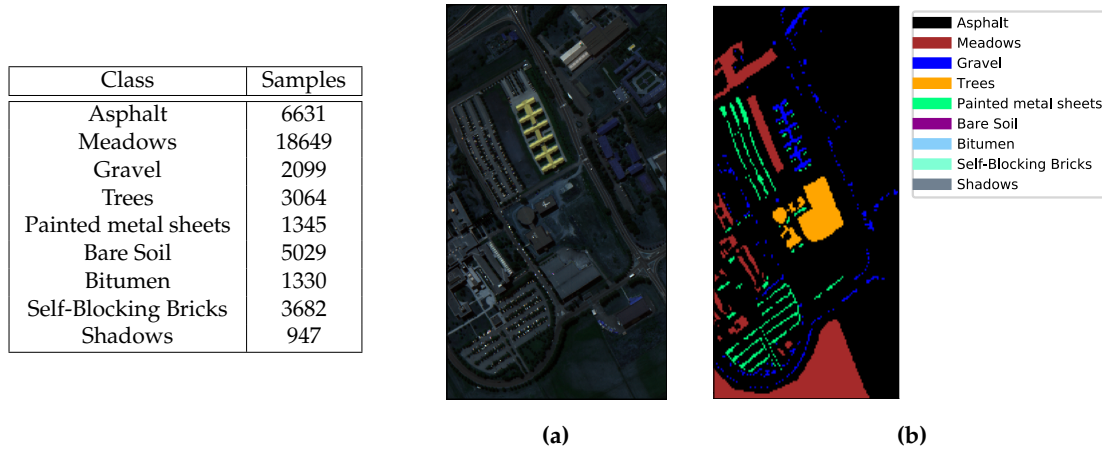 Class Samples
Asphalt 6631
Meadows 18649
Gravel 2099
Trees 3064
Painted metal sheets 1345
Bare Soil 5029
Bitumen 1330
Self-Blocking Bricks 3682
Shadows 947
(a)
Asphalt
Meadows
Gravel
Trees
Painted metal sheets
Bare Soil
Bitumen
Self-Blocking Bricks
Shadows
(b)